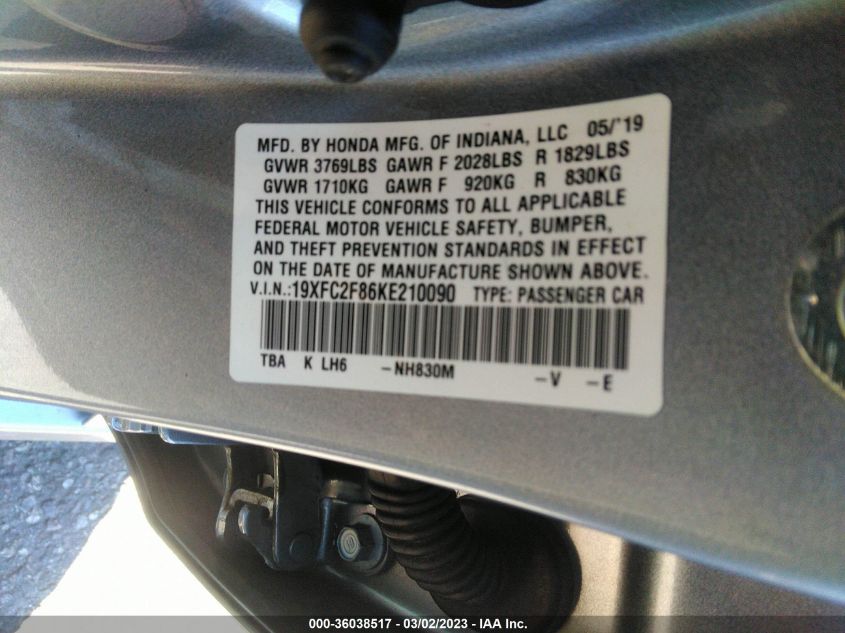 MFD. BY HONDA MFG. OF INDIANA, LLC 05/'19
GVWR 3769LBS GAWR F 2028LBS R 1829LBS
GVWR 1710KG GAWR F 920KG R 830KG
THIS VEHICLE CONFORMS TO ALL APPLICABLE
FEDERAL MOTOR VEHICLE SAFETY, BUMPER,
AND THEFT PREVENTION STANDARDS IN EFFECT
ON THE DATE OF MANUFACTURE SHOWN ABOVE.
V.I.N.:19XFC2F86KE210090 TYPE: PASSENGER CAR
TBA K LH6 -NH830M -V -E
000-36038517 - 03/02/2023 - IAA Inc.